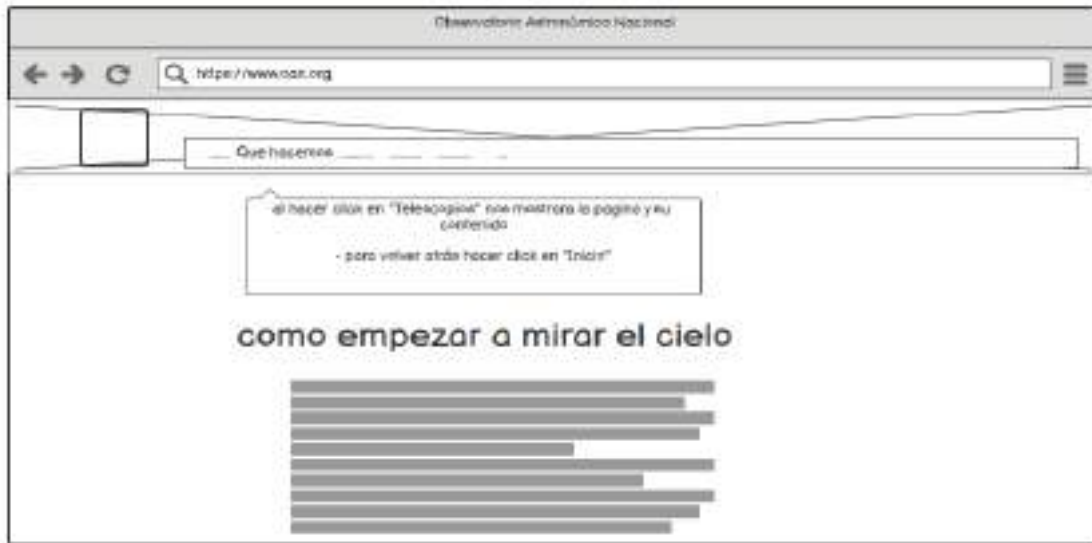 Observatorio Astronómico Nacional
https://www.oan.org
Que hacemos
al hacer click en "Telescopios" nos mostrara la pagina y su
contenido
- para volver atrás hacer click en "Inicio"
como empezar a mirar el cielo